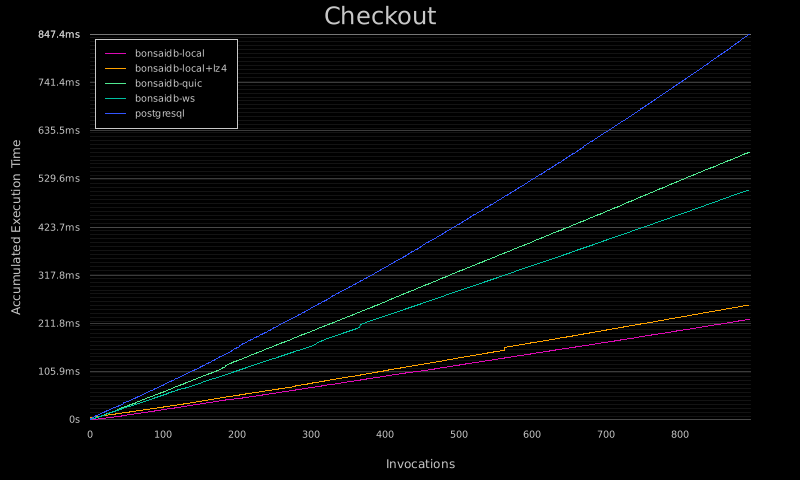 Checkout
847.4ms
741.4ms
635.5ms
529.6ms
423.7ms
317.8ms
211.8ms
105.9ms
0s
bonsaidb-local
bonsaidb-local+lz4
bonsaidb-quic
bonsaidb-ws
postgresql
Accumulated Execution Time
0 100 200 300 400 500 600 700 800
Invocations